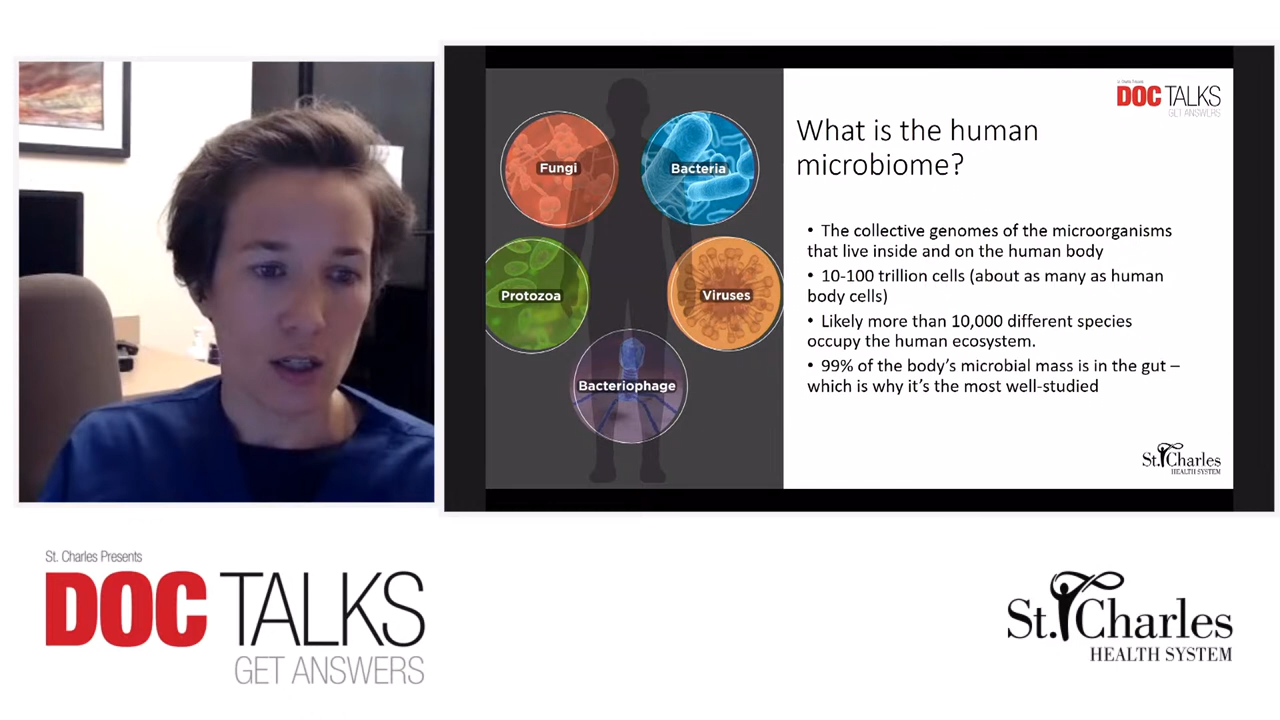 Fungi
Bacteria
Protozoa
Viruses
Bacteriophage
St. Charles Presents
DOC TALKS
GET ANSWERS
What is the human
microbiome?
• The collective genomes of the microorganisms
that live inside and on the human body
• 10-100 trillion cells (about as many as human
body cells)
• Likely more than 10,000 different species
occupy the human ecosystem.
• 99% of the body's microbial mass is in the gut –
which is why it's the most well-studied
St. Charles
HEALTH SYSTEM
St. Charles Presents
DOC TALKS
GET ANSWERS
St. Charles
HEALTH SYSTEM